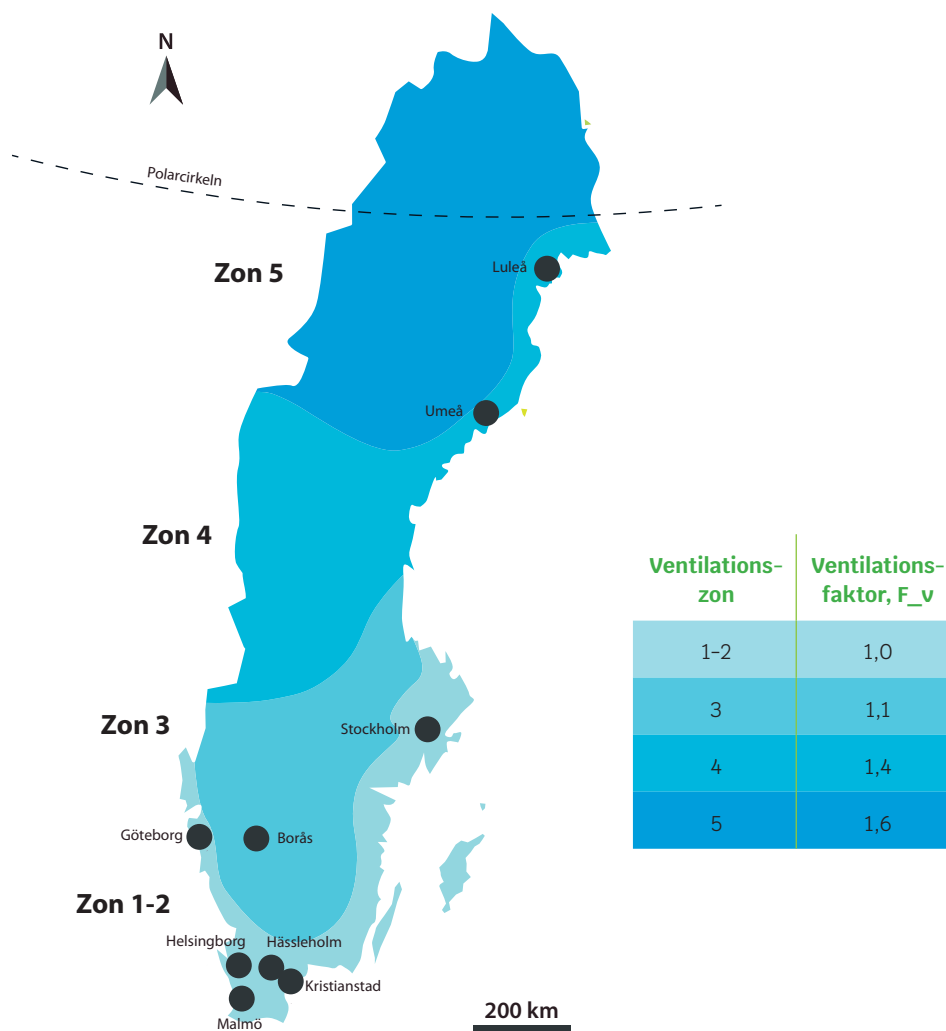 N
Polarcirkeln
Zon 5
Luleå
Umeå
Zon 4
Zon 3
Stockholm
Göteborg
Borås
Zon 1-2
Helsingborg
Hässleholm
Kristianstad
Malmö
200 km
Ventilations-
zon
Ventilations-
faktor, F_v
1–2
1,0
3
1,1
4
1,4
5
1,6